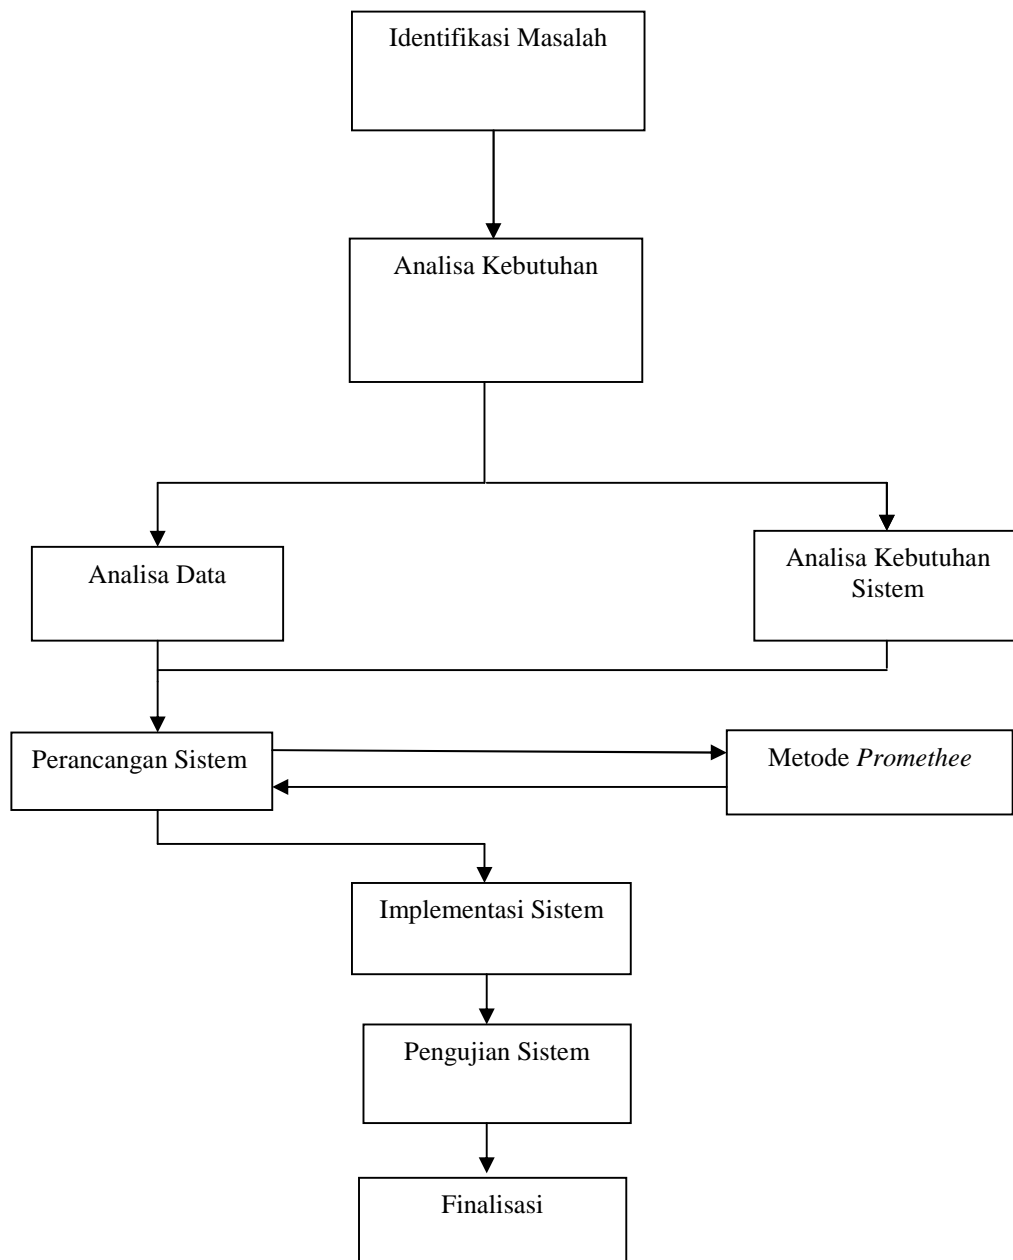 Identifikasi Masalah
Analisa Kebutuhan
Analisa Data
Analisa Kebutuhan
Sistem
Perancangan Sistem
Metode Promethee
Implementasi Sistem
Pengujian Sistem
Finalisasi